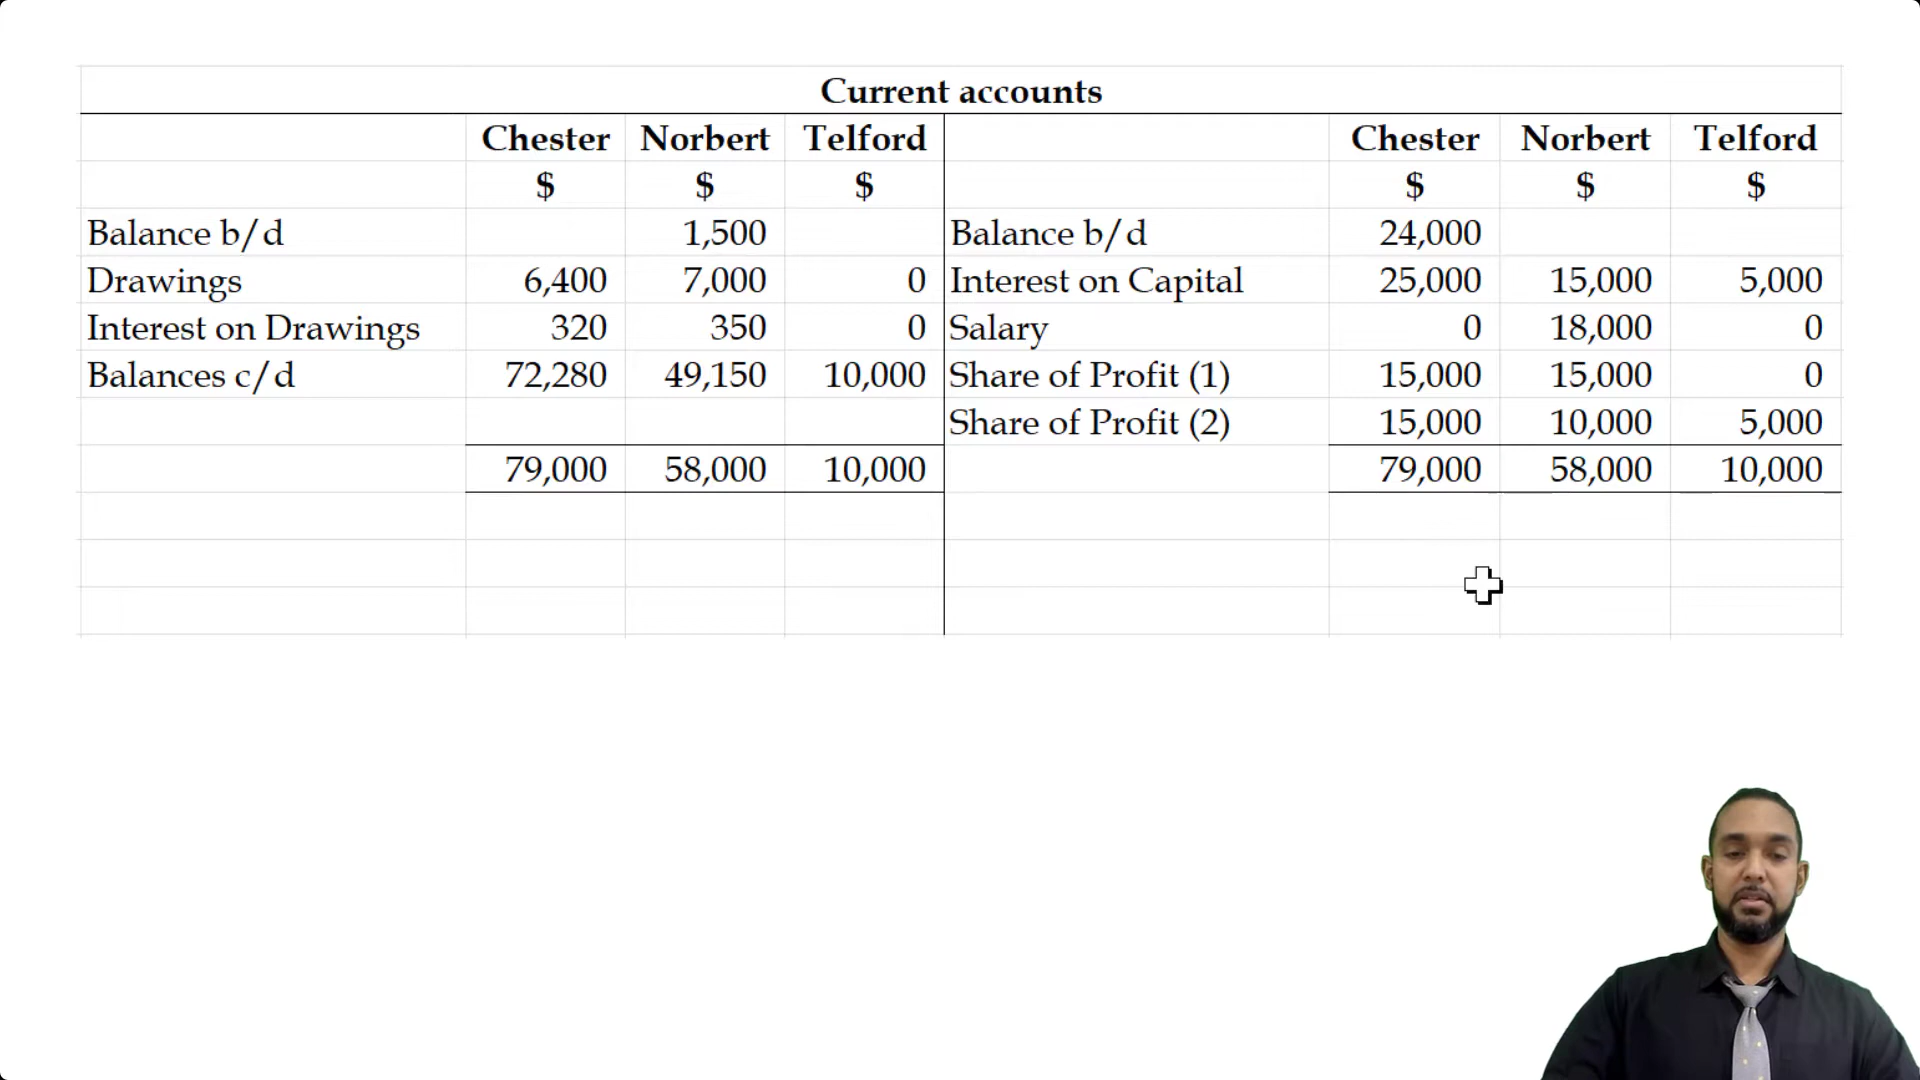 Current accounts
Chester Norbert Telford Chester Norbert Telford
$ $ $ $ $ $
Balance b/d 1,500 Balance b/d 24,000
Drawings 6,400 7,000 0 Interest on Capital 25,000 15,000 5,000
Interest on Drawings 320 350 0 Salary 0 18,000 0
Balances c/d 72,280 49,150 10,000 Share of Profit (1) 15,000 15,000 0
Share of Profit (2) 15,000 10,000 5,000
79,000 58,000 10,000 79,000 58,000 10,000